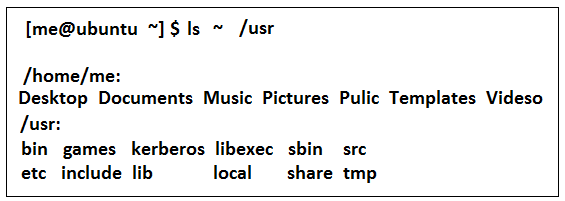 [me@ubuntu ~] $ ls ~ /usr
/home/me:
Desktop Documents Music Pictures Pulic Templates Videso
/usr:
bin games kerberos libexec sbin src
etc include lib local share tmp